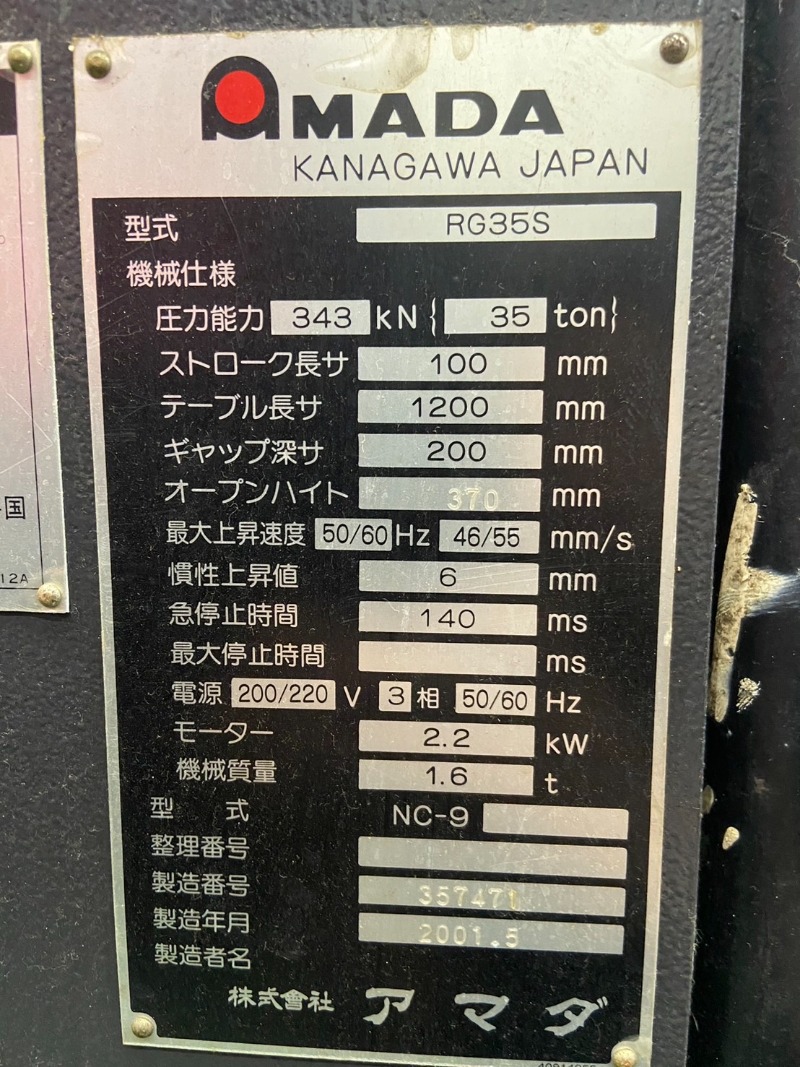 AMADA
KANAGAWA JAPAN
型式 RG35S
機械仕様
圧力能力 343 kN { 35 ton}
ストローク長サ 100 mm
テーブル長サ 1200 mm
ギャップ深サ 200 mm
オープンハイト 370 mm
最大上昇速度 50/60 Hz 46/55 mm/s
慣性上昇値 6 mm
急停止時間 140 ms
最大停止時間 ms
電源 200/220 V 3 相 50/60 Hz
モーター 2.2 kW
機械質量 1.6 t
型式 NC-9
整理番号
製造番号 357471
製造年月 2001.5
製造者名
株式會社 アマダ
国
12A